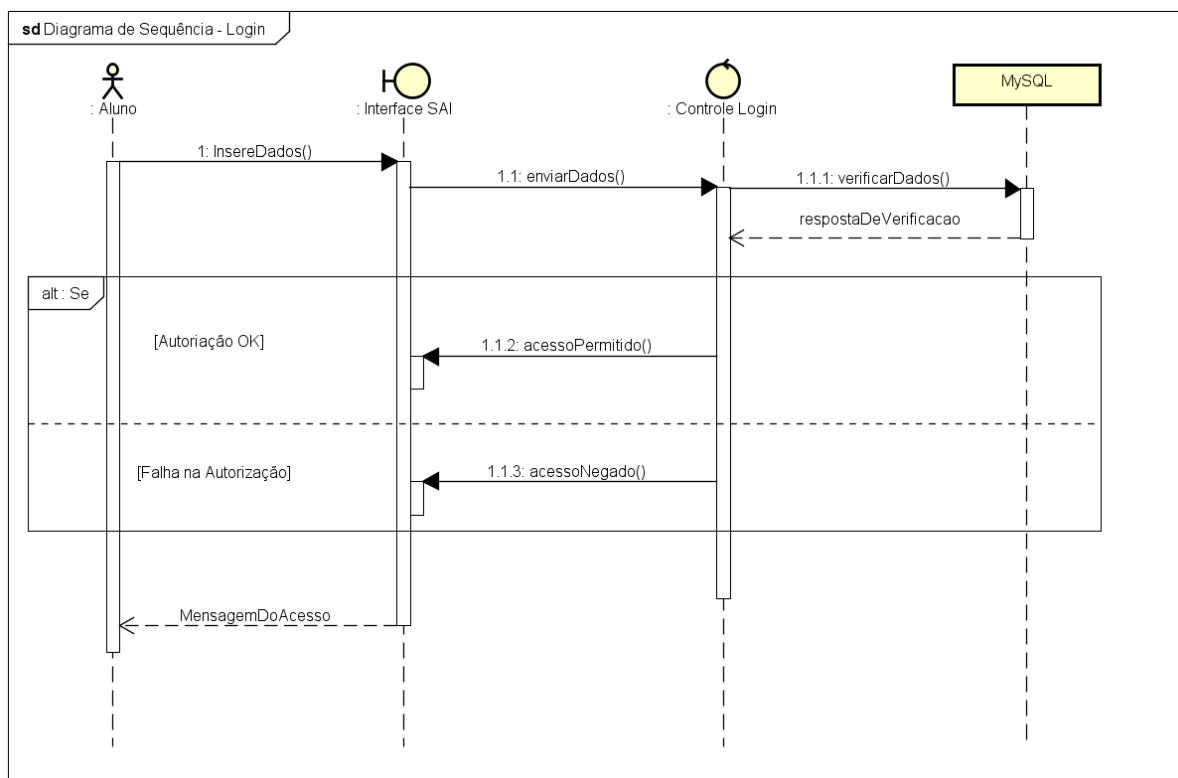 sd Diagrama de Sequência - Login
: Aluno
: Interface SAI
: Controle Login
MySQL
1: InsereDados()
1.1: enviarDados()
1.1.1: verificarDados()
respostaDeVerificacao
alt : Se
[Autoriação OK]
1.1.2: acessoPermitido()
[Falha na Autorização]
1.1.3: acessoNegado()
MensagemDoAcesso